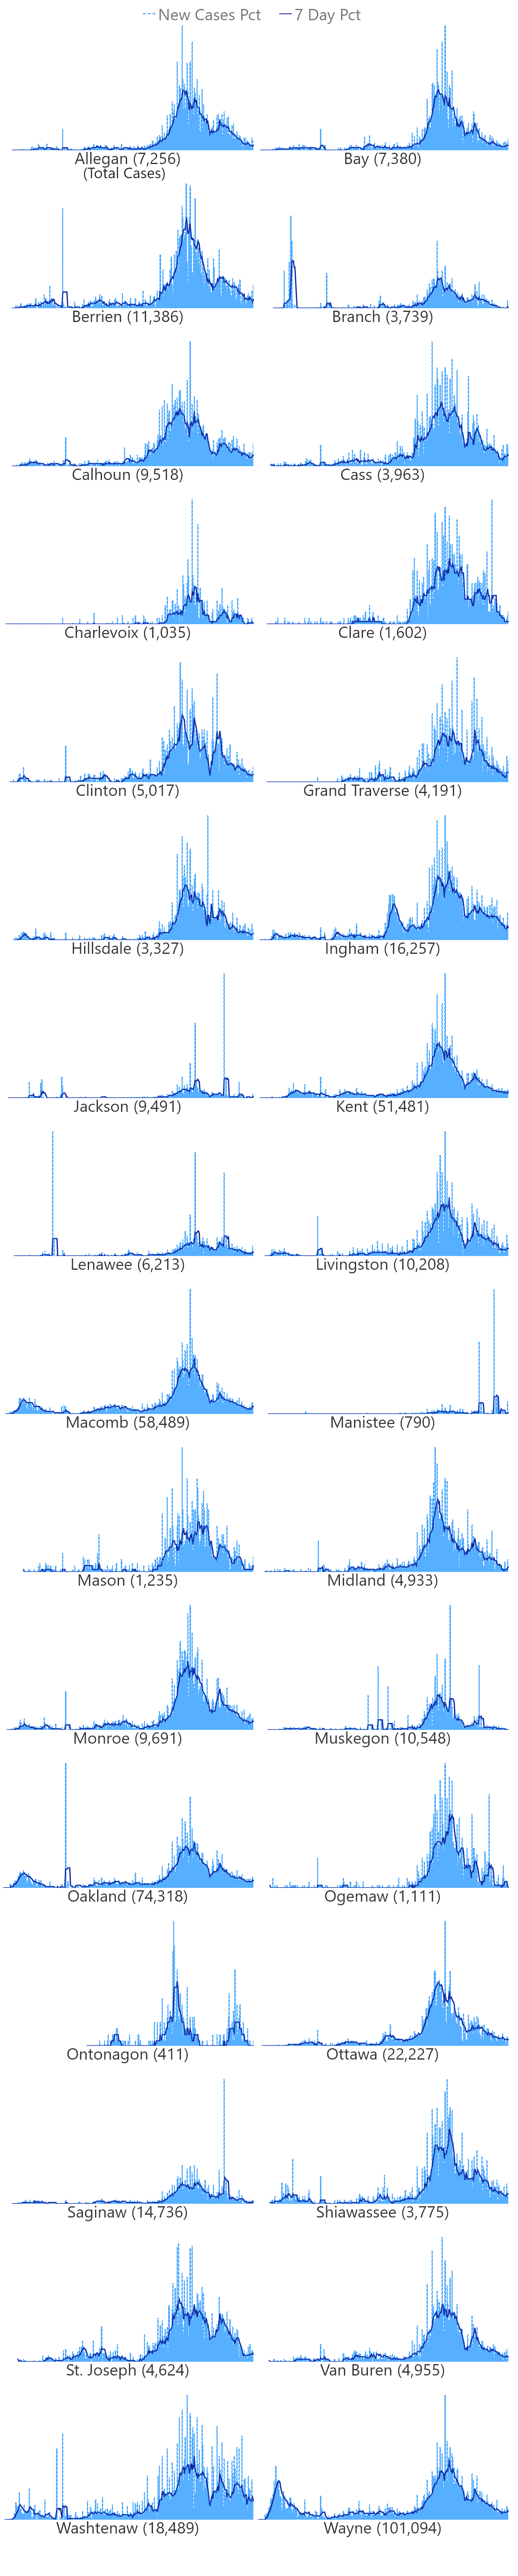 New Cases Pct 7 Day Pct
Allegan (7,256) Bay (7,380)
(Total Cases)
Berrien (11,386) Branch (3,739)
Calhoun (9,518) Cass (3,963)
Charlevoix (1,035) Clare (1,602)
Clinton (5,017) Grand Traverse (4,191)
Hillsdale (3,327) Ingham (16,257)
Jackson (9,491) Kent (51,481)
Lenawee (6,213) Livingston (10,208)
Macomb (58,489) Manistee (790)
Mason (1,235) Midland (4,933)
Monroe (9,691) Muskegon (10,548)
Oakland (74,318) Ogemaw (1,111)
Ontonagon (411) Ottawa (22,227)
Saginaw (14,736) Shiawassee (3,775)
St. Joseph (4,624) Van Buren (4,955)
Washtenaw (18,489) Wayne (101,094)